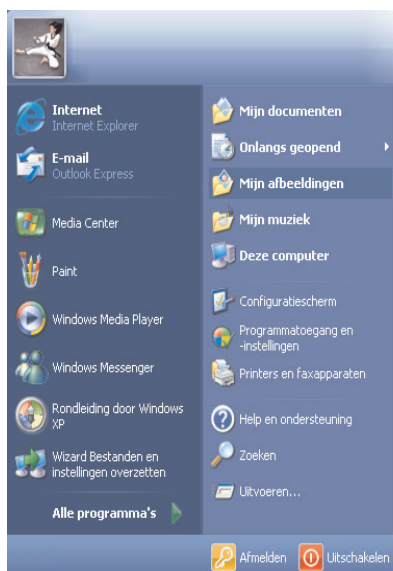 Internet
Internet Explorer
E-mail
Outlook Express
Media Center
Paint
Windows Media Player
Windows Messenger
Rondleiding door Windows
XP
Wizard Bestanden en
instellingen overzetten
Alle programma's
Mijn documenten
Onlangs geopend
Mijn afbeeldingen
Mijn muziek
Deze computer
Configuratiescherm
Programmatoegang en
-instellingen
Printers en faxapparaten
Help en ondersteuning
Zoeken
Uitvoeren...
Afmelden
Uitschakelen